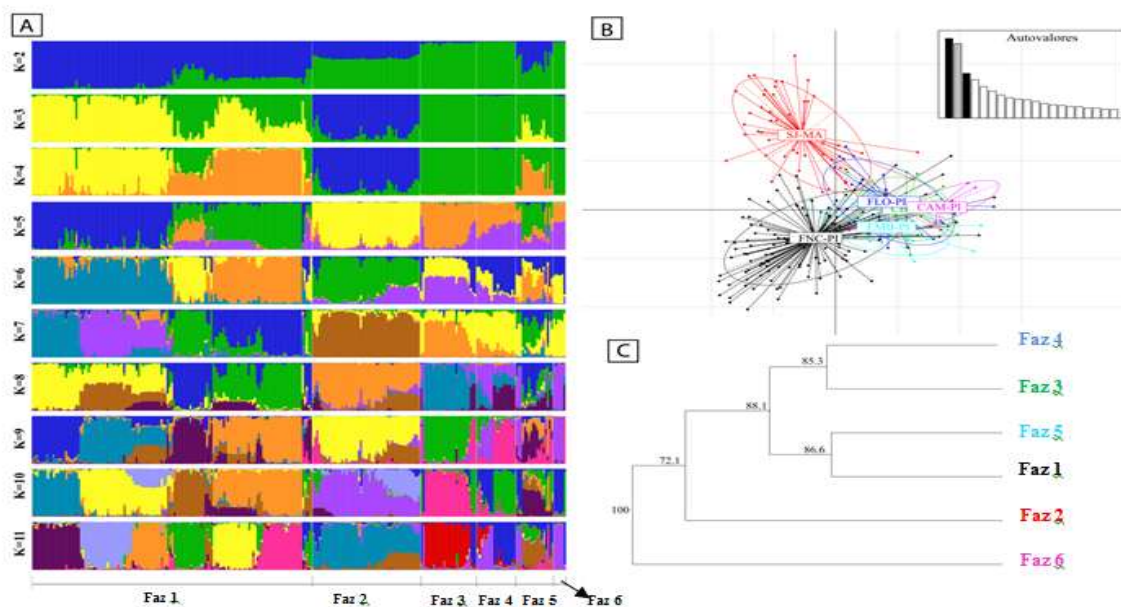 A
K=2
K=3
K=4
K=5
K=6
K=7
K=8
K=9
K=10
K=11
Faz 1
Faz 2
Faz 3
Faz 4
Faz 5
Faz 6
B
Autovalores
SJ-MA
FLO-PI
CAM-PI
FNC-PI
C
Faz 4
85.3
Faz 3
88.1
Faz 5
86.6
72.1
Faz 1
100
Faz 2
Faz 6